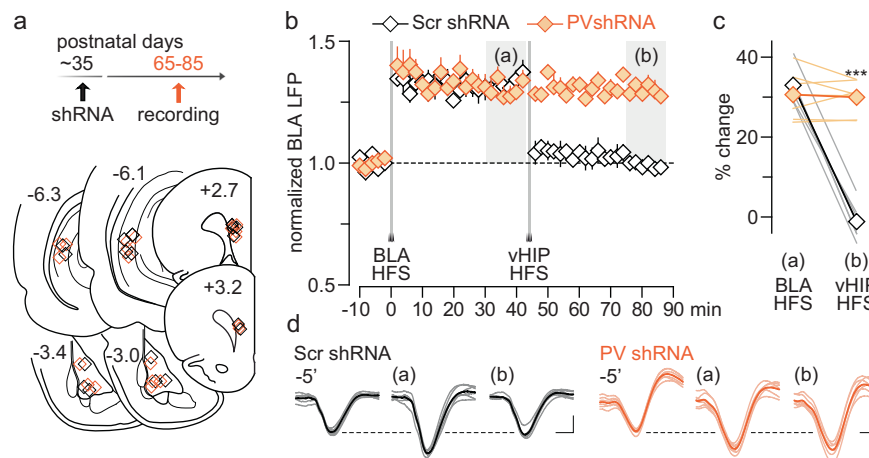 a
postnatal days
~35
65-85
shRNA
recording
-6.3
-6.1
+2.7
+3.2
-3.4
-3.0
b
Scr shRNA
PVshRNA
normalized BLA LFP
1.5
1.0
0.5
(a)
(b)
BLA
HFS
vHIP
HFS
-10 0 10 20 30 40 50 60 70 80 90 min
c
% change
40
20
0
***
(a)
BLA
HFS
(b)
vHIP
HFS
d
Scr shRNA
-5'
(a)
(b)
PV shRNA
-5'
(a)
(b)